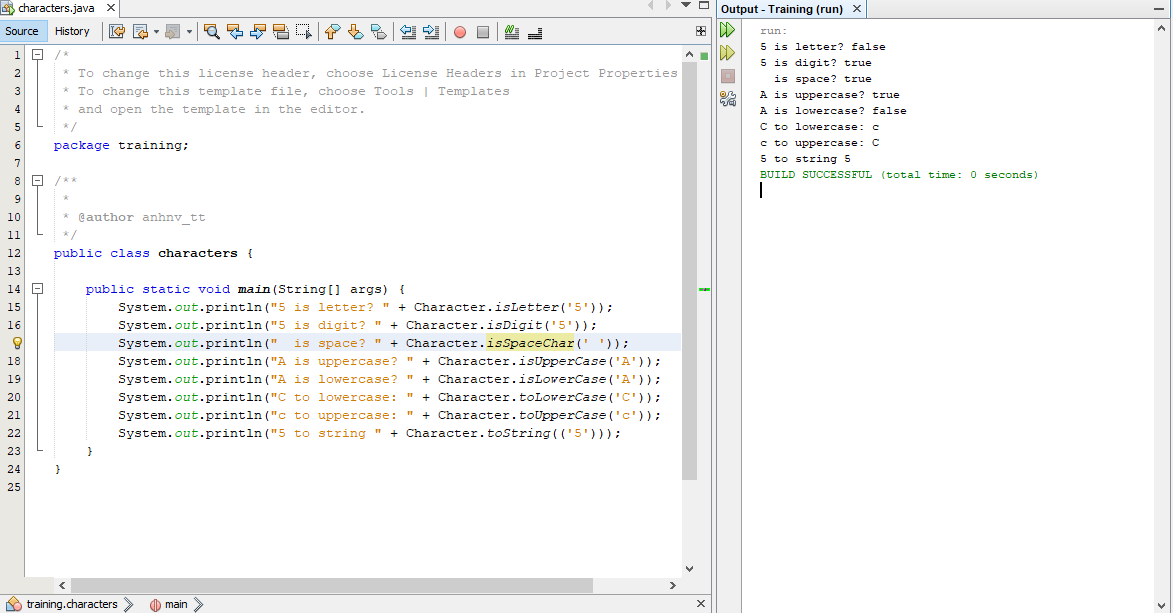 characters.java
Source History
1 /*
2 * To change this license header, choose License Headers in Project Properties
3 * To change this template file, choose Tools | Templates
4 * and open the template in the editor.
5 */
6 package training;
7
8 /**
9 *
10 * @author anhnv_tt
11 */
12 public class characters {
13
14 public static void main(String[] args) {
15 System.out.println("5 is letter? " + Character.isLetter('5'));
16 System.out.println("5 is digit? " + Character.isDigit('5'));
System.out.println("  is space? " + Character.isSpaceChar(' '));
18 System.out.println("A is uppercase? " + Character.isUpperCase('A'));
19 System.out.println("A is lowercase? " + Character.isLowerCase('A'));
20 System.out.println("C to lowercase: " + Character.toLowerCase('C'));
21 System.out.println("c to uppercase: " + Character.toUpperCase('c'));
22 System.out.println("5 to string " + Character.toString(('5')));
23 }
24 }
25
training.characters main
Output - Training (run)
run:
5 is letter? false
5 is digit? true
is space? true
A is uppercase? true
A is lowercase? false
C to lowercase: c
c to uppercase: C
5 to string 5
BUILD SUCCESSFUL (total time: 0 seconds)